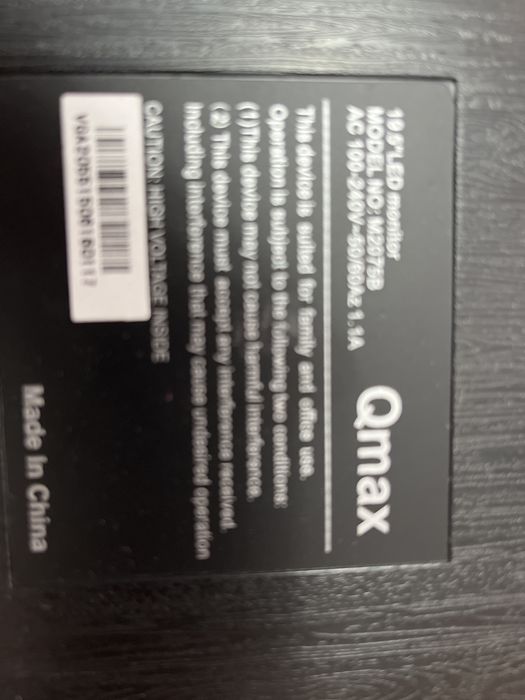 19.5"LED monitor
MODEL NO: M2075B
AC 100-240V~50/60Hz 1.1A
Qmax
This device is suited for family and office use.
Operation is subject to the following two conditions:
(1)This device may not cause harmful interference.
(2) This device must accept any interference received.
Including interference that may cause undesired operation
CAUTION: HIGH VOLTAGE INSIDE
Made In China